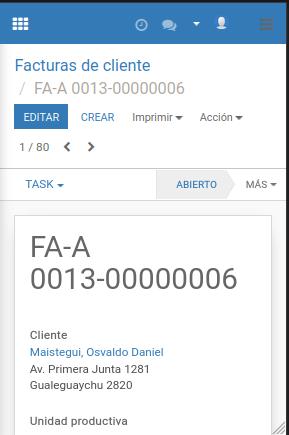 Facturas de cliente
/ FA-A 0013-00000006
EDITAR CREAR Imprimir Acción
1 / 80
TASK ABIERTO MÁS
FA-A
0013-00000006
Cliente
Maistegui, Osvaldo Daniel
Av. Primera Junta 1281
Gualeguaychu 2820
Unidad productiva